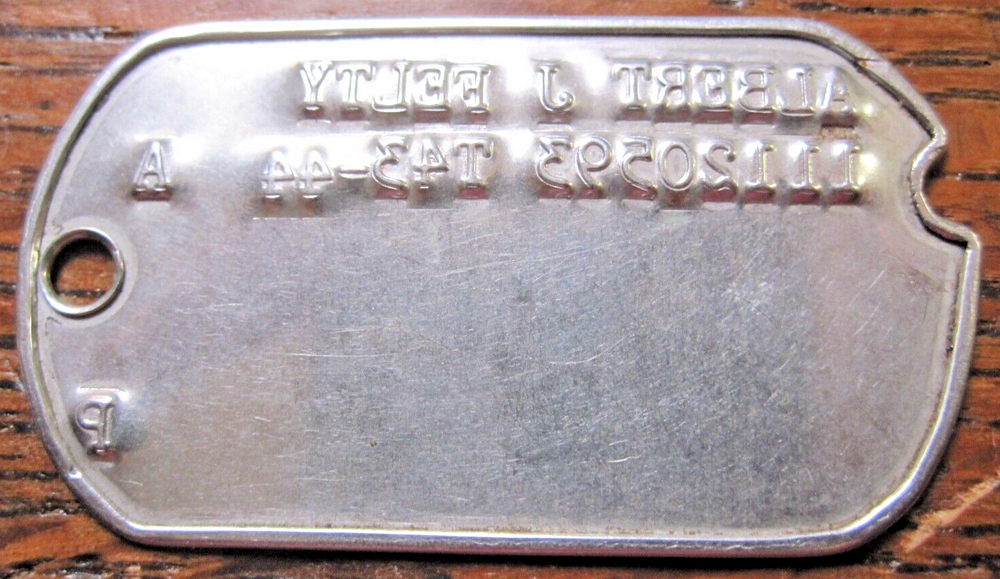 ALBERT J FELTY
11120593 T43-44 A
P